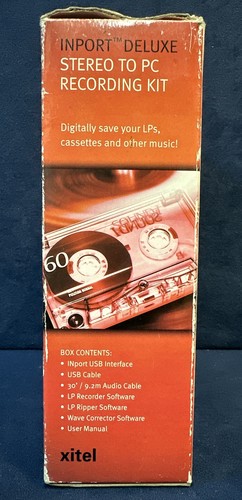 INPORT™ DELUXE
STEREO TO PC
RECORDING KIT
Digitally save your LPs,
cassettes and other music!
60
BOX CONTENTS:
• INport USB Interface
• USB Cable
• 30' / 9.2m Audio Cable
• LP Recorder Software
• LP Ripper Software
• Wave Corrector Software
• User Manual
xitel